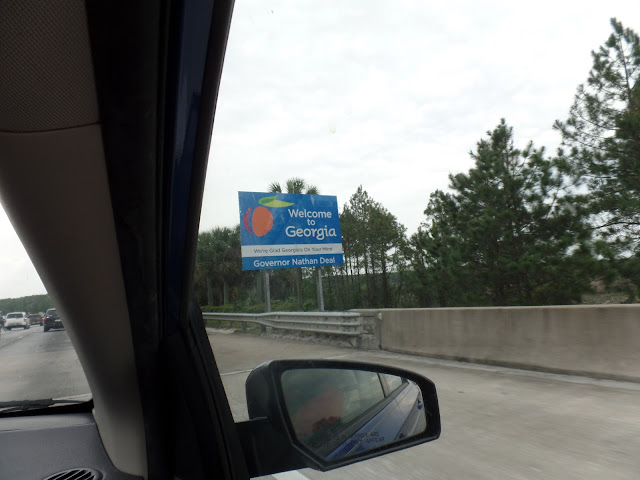 Welcome
to
Georgia
We're Glad Georgia's On Your Mind
Governor Nathan Deal